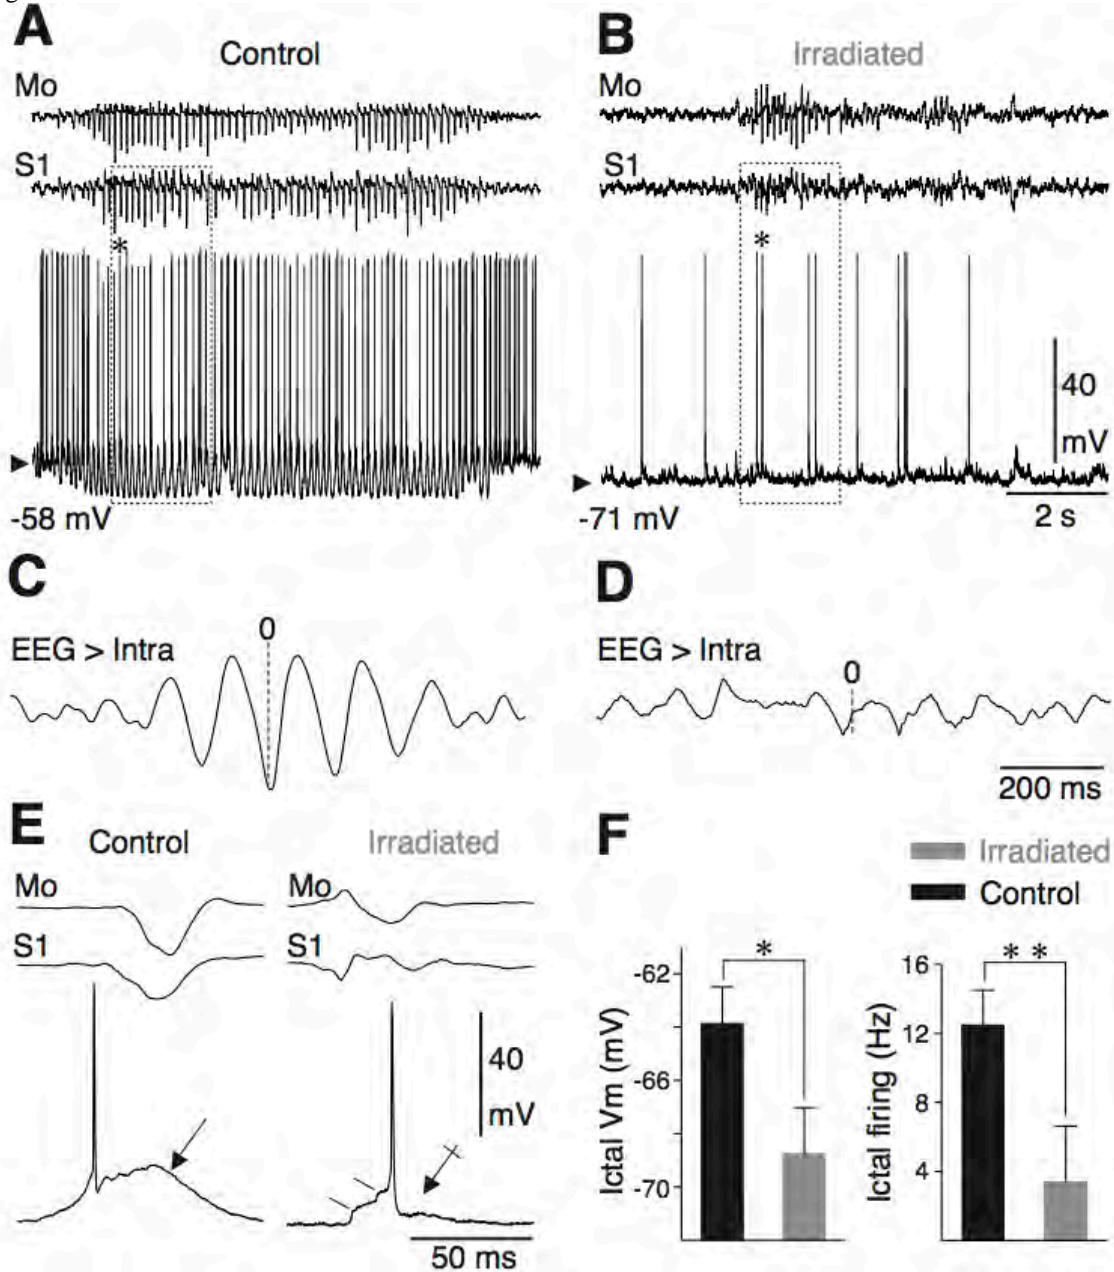 A
B
Control
Irradiated
Mo
Mo
S1
S1
*
*
40
mV
-58 mV
-71 mV
2 s
C
D
0
EEG > Intra
EEG > Intra
0
200 ms
E
F
Control
Irradiated
Irradiated
Control
Mo
Mo
S1
S1
40
mV
50 ms
*
-62
-66
-70
Ictal Vm (mV)
* *
16
12
8
4
Ictal firing (Hz)